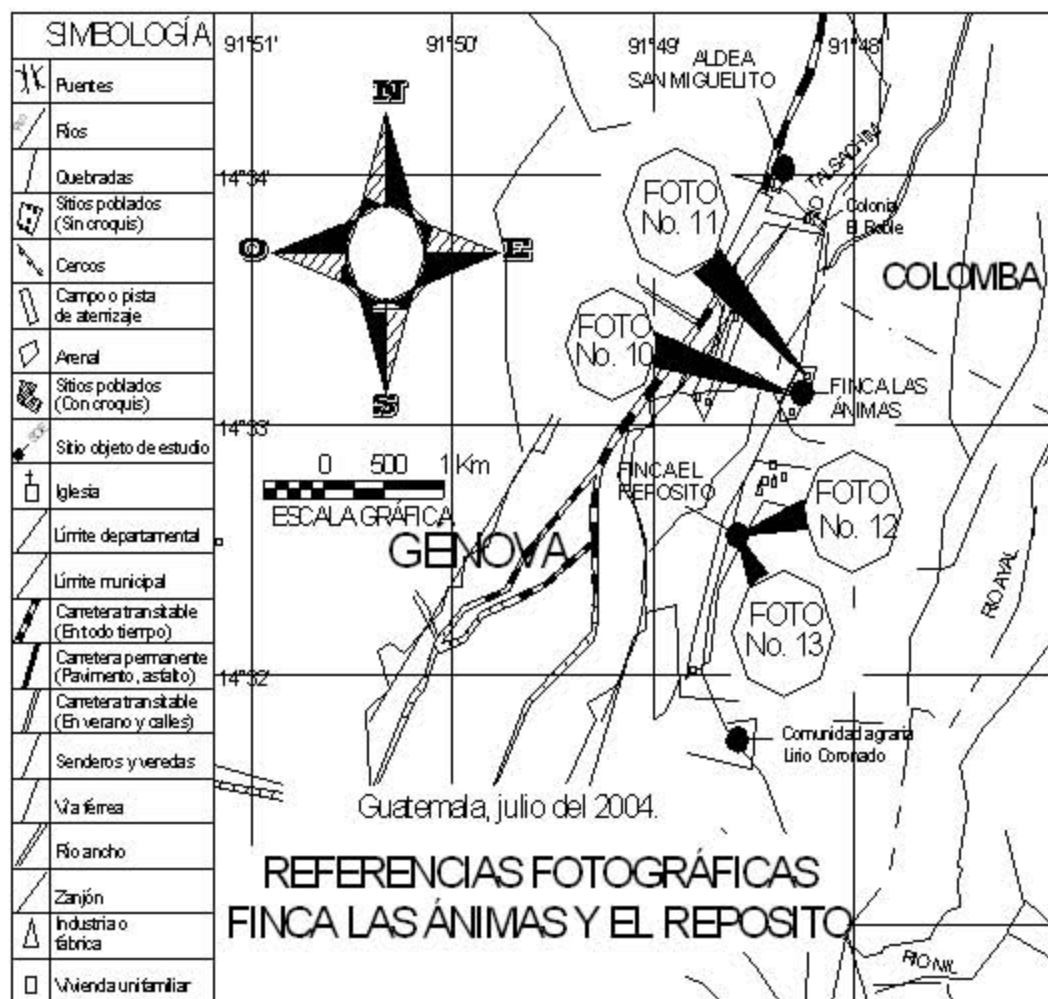 SIMBOLOGÍA
Puentes
Ríos
Quebradas
Sitios poblados
(Sin croquis)
Cercos
Campo o pista
de aterrizaje
Arenal
Sitios poblados
(Con croquis)
Sitio objeto de estudio
Iglesia
Límite departamental
Límite municipal
Carretera transitable
(En todo tiempo)
Carretera permanente
(Pavimento, asfalto)
Carretera transitable
(En verano y calles)
Senderos y veredas
Vía férrea
Río ancho
Zanjón
Industria o
fábrica
Vivienda unifamiliar
91°51'
91°50'
91°49'
91°48'
ALDEA
SAN MIGUELITO
N
14°34'
RIO TALSACHIM
FOTO
No. 11
Colonial
El Roble
O
E
COLOMBA
FOTO
No. 10
FINCA LAS
ÁNIMAS
S
14°33'
0 500 1 Km
ESCALA GRÁFICA
FINCA EL
REPOSITO
GENOVA
FOTO
No. 12
RIO AYAL
FOTO
No. 13
14°32'
Comunidad agraria
Lirio Coronado
Guatemala, julio del 2004.
REFERENCIAS FOTOGRÁFICAS
FINCA LAS ÁNIMAS Y EL REPOSITO
RIO NIL